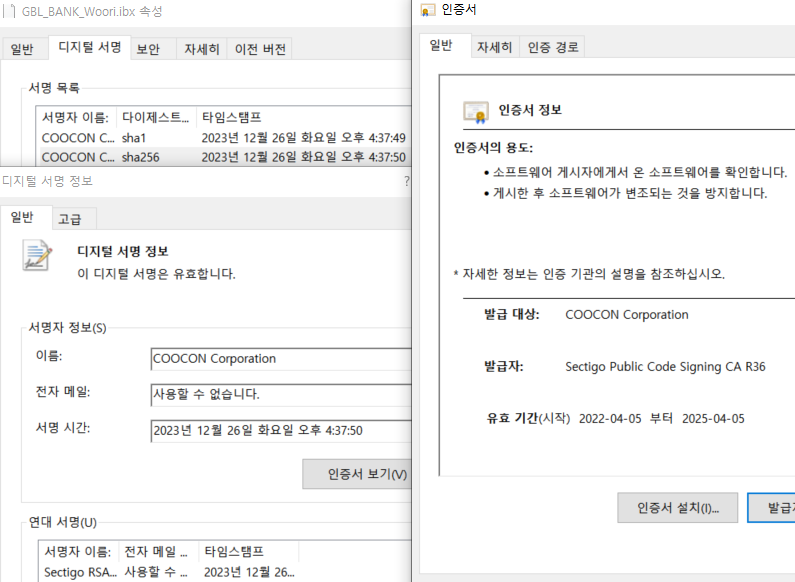 GBL_BANK_Woori.ibx 속성
일반 디지털 서명 보안 자세히 이전 버전
서명 목록
서명자 이름: 다이제스트... 타임스탬프
COOCON C... sha1 2023년 12월 26일 화요일 오후 4:37:49
COOCON C... sha256 2023년 12월 26일 화요일 오후 4:37:50
디지털 서명 정보 ?
일반 고급
디지털 서명 정보
이 디지털 서명은 유효합니다.
서명자 정보(S)
이름: COOCON Corporation
전자 메일: 사용할 수 없습니다.
서명 시간: 2023년 12월 26일 화요일 오후 4:37:50
인증서 보기(V)
연대 서명(U)
서명자 이름: 전자 메일 ... 타임스탬프
Sectigo RSA... 사용할 수 ... 2023년 12월 26...
인증서
일반 자세히 인증 경로
인증서 정보
인증서의 용도:
• 소프트웨어 게시자에게서 온 소프트웨어를 확인합니다.
• 게시한 후 소프트웨어가 변조되는 것을 방지합니다.
* 자세한 정보는 인증 기관의 설명을 참조하십시오.
발급 대상: COOCON Corporation
발급자: Sectigo Public Code Signing CA R36
유효 기간(시작) 2022-04-05 부터 2025-04-05
인증서 설치(I)... 발급